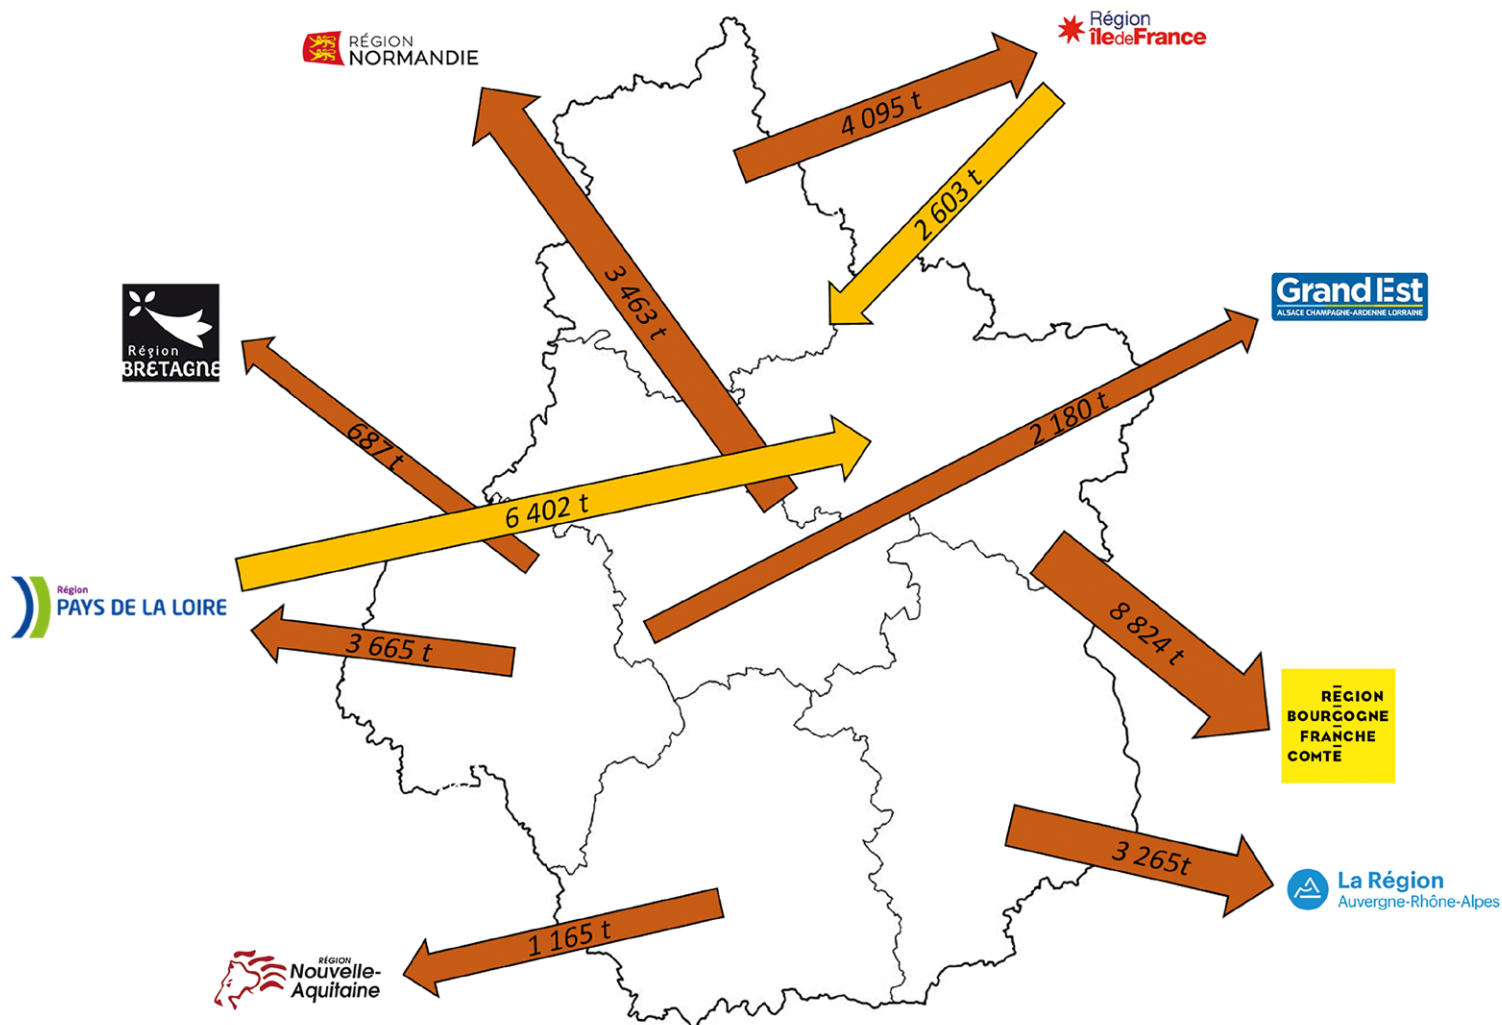 RÉGION
NORMANDIE
Région
îledeFrance
4 095 t
2 603 t
3 463 t
Grand Est
ALSACE CHAMPAGNE-ARDENNE LORRAINE
Région
BRETAGNE
687 t
2 180 t
6 402 t
Région
PAYS DE LA LOIRE
3 665 t
8 824 t
RÉGION
BOURGOGNE
FRANCHE
COMTÉ
3 265t
La Région
Auvergne-Rhône-Alpes
1 165 t
RÉGION
Nouvelle-
Aquitaine